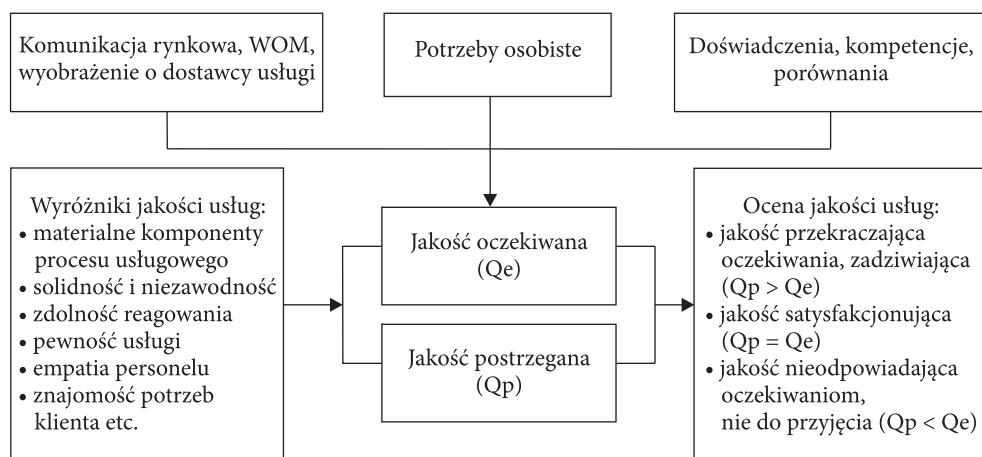 Komunikacja rynkowa, WOM,
wyobrażenie o dostawcy usługi
Potrzeby osobiste
Doświadczenia, kompetencje,
porównania
Wyróżniki jakości usług:
• materialne komponenty
procesu usługowego
• solidność i niezawodność
• zdolność reagowania
• pewność usługi
• empatia personelu
• znajomość potrzeb
klienta etc.
Jakość oczekiwana
(Qe)
Jakość postrzegana
(Qp)
Ocena jakości usług:
• jakość przekraczająca
oczekiwania, zadziwiająca
(Qp > Qe)
• jakość satysfakcjonująca
(Qp = Qe)
• jakość nieodpowiadająca
oczekiwaniom,
nie do przyjęcia (Qp < Qe)